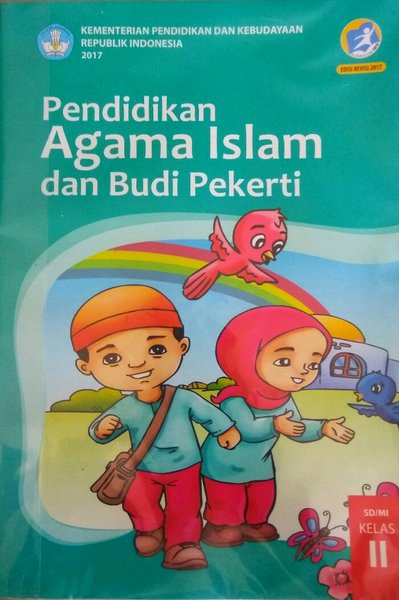 KEMENTERIAN PENDIDIKAN DAN KEBUDAYAAN
REPUBLIK INDONESIA
2017
EDISI REVISI 2017
Pendidikan
Agama Islam
dan Budi Pekerti
SD/MI
KELAS
II